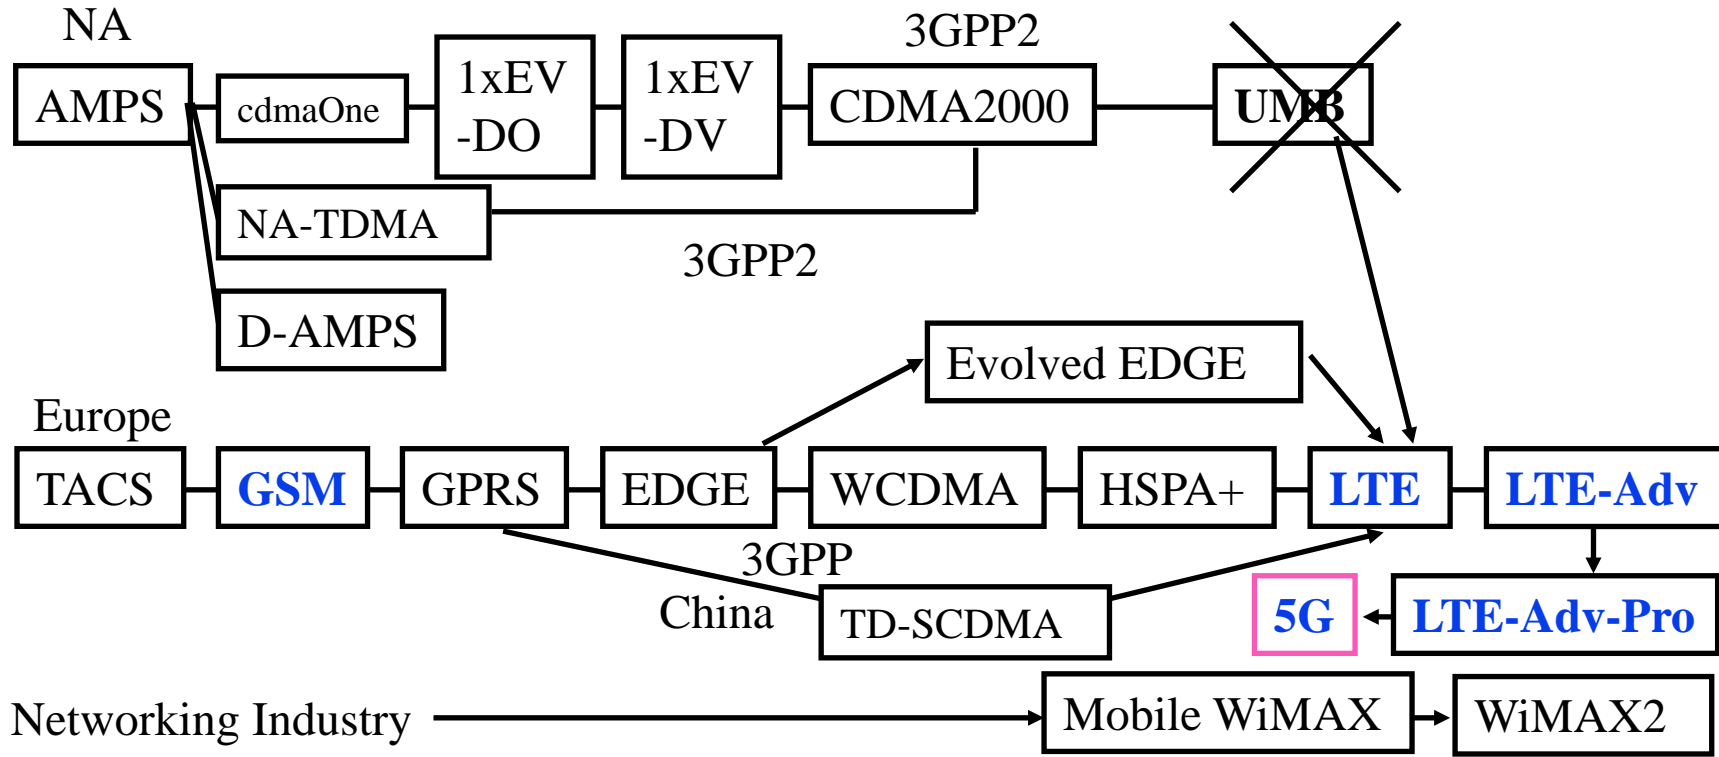 NA
3GPP2
AMPS
cdmaOne
1xEV
-DO
1xEV
-DV
CDMA2000
UMB
NA-TDMA
3GPP2
D-AMPS
Evolved EDGE
Europe
TACS
GSM
GPRS
EDGE
WCDMA
HSPA+
LTE
LTE-Adv
3GPP
China
TD-SCDMA
5G
LTE-Adv-Pro
Networking Industry
Mobile WiMAX
WiMAX2